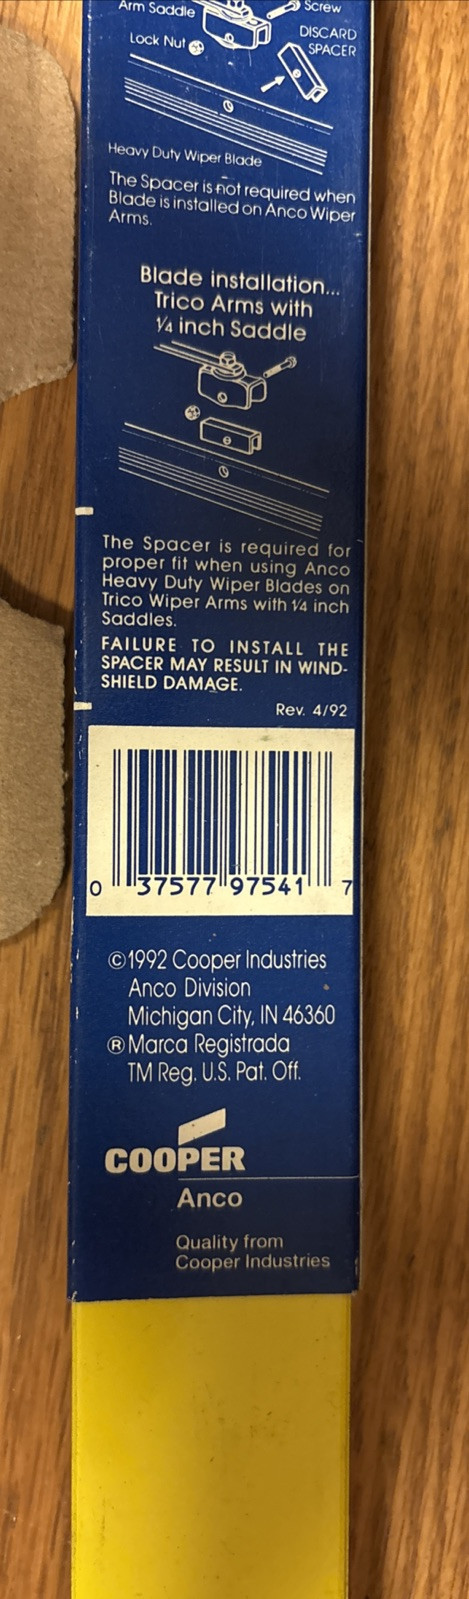 Arm Saddle
Screw
Lock Nut
DISCARD
SPACER
Heavy Duty Wiper Blade
The Spacer is not required when
Blade is installed on Anco Wiper
Arms.
Blade installation...
Trico Arms with
¼ inch Saddle
The Spacer is required for
proper fit when using Anco
Heavy Duty Wiper Blades on
Trico Wiper Arms with ¼ inch
Saddles.
FAILURE TO INSTALL THE
SPACER MAY RESULT IN WIND-
SHIELD DAMAGE.
Rev. 4/92
0 37577 97541 7
©1992 Cooper Industries
Anco Division
Michigan City, IN 46360
® Marca Registrada
TM Reg. U.S. Pat. Off.
COOPER
Anco
Quality from
Cooper Industries